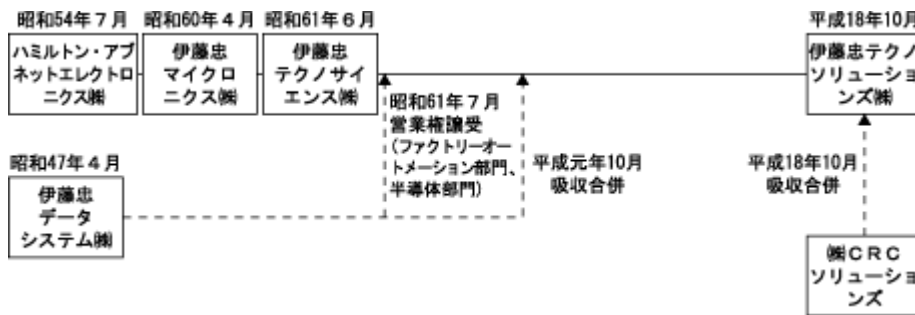 昭和54年7月
昭和60年4月
昭和61年6月
平成18年10月
ハミルトン・アブ
ネットエレクトロ
ニクス㈱
伊藤忠
マイクロ
ニクス㈱
伊藤忠
テクノサイ
エンス㈱
伊藤忠テクノ
ソリューショ
ンズ㈱
昭和61年7月
営業権譲受
(ファクトリーオー
トメーション部門、
半導体部門)
平成元年10月
吸収合併
平成18年10月
吸収合併
昭和47年4月
伊藤忠
データ
システム㈱
㈱CRC
ソリューショ
ンズ